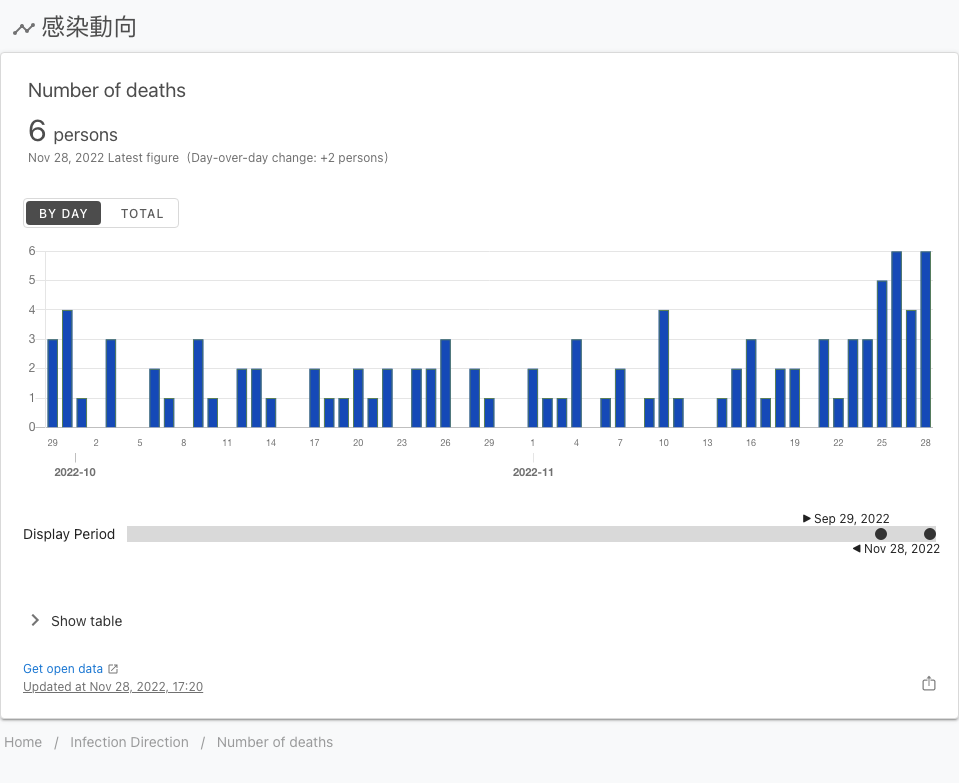 感染動向
Number of deaths
6 persons
Nov 28, 2022 Latest figure (Day-over-day change: +2 persons)
BY DAY TOTAL
6
5
4
3
2
1
0
29 2 5 8 11 14 17 20 23 26 29 1 4 7 10 13 16 19 22 25 28
2022-10 2022-11
Sep 29, 2022
Display Period
Nov 28, 2022
Show table
Get open data
Updated at Nov 28, 2022, 17:20
Home / Infection Direction / Number of deaths